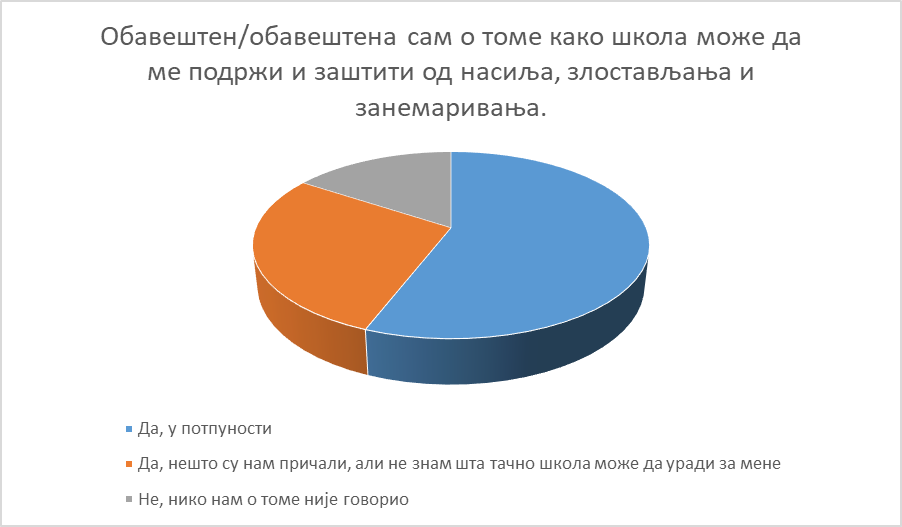 Обавештен/обавештена сам о томе како школа може да
ме подржи и заштити од насиља, злостављања и
занемаривања.
Да, у потпуности
Да, нешто су нам причали, али не знам шта тачно школа може да уради за мене
Не, нико нам о томе није говорио